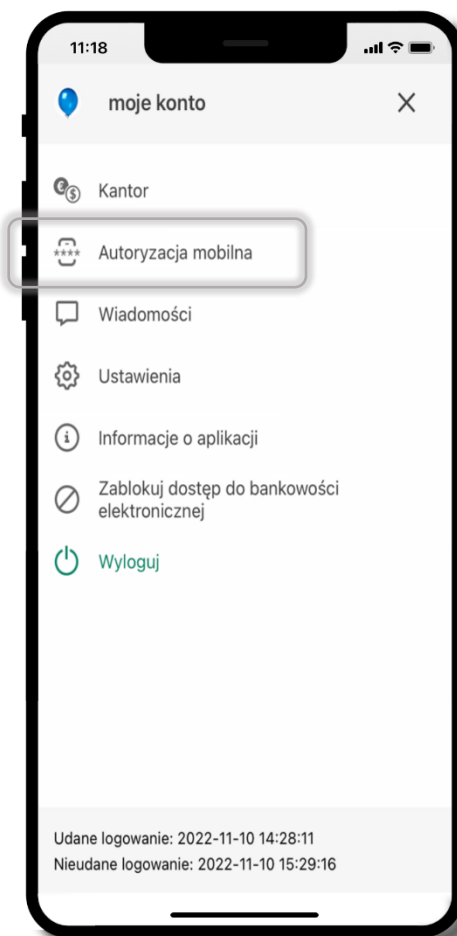 11:18
moje konto
Kantor
Autoryzacja mobilna
Wiadomości
Ustawienia
Informacje o aplikacji
Zablokuj dostęp do bankowości
elektronicznej
Wyloguj
Udane logowanie: 2022-11-10 14:28:11
Nieudane logowanie: 2022-11-10 15:29:16